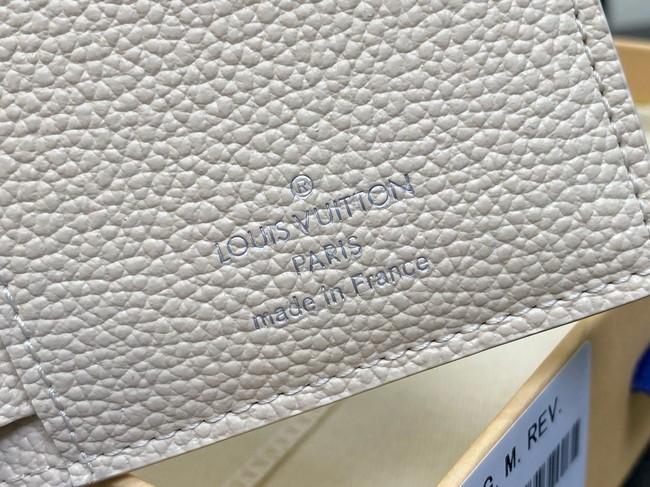 ®
LOUIS VUITTON
PARIS
made in France
G. M. REV.